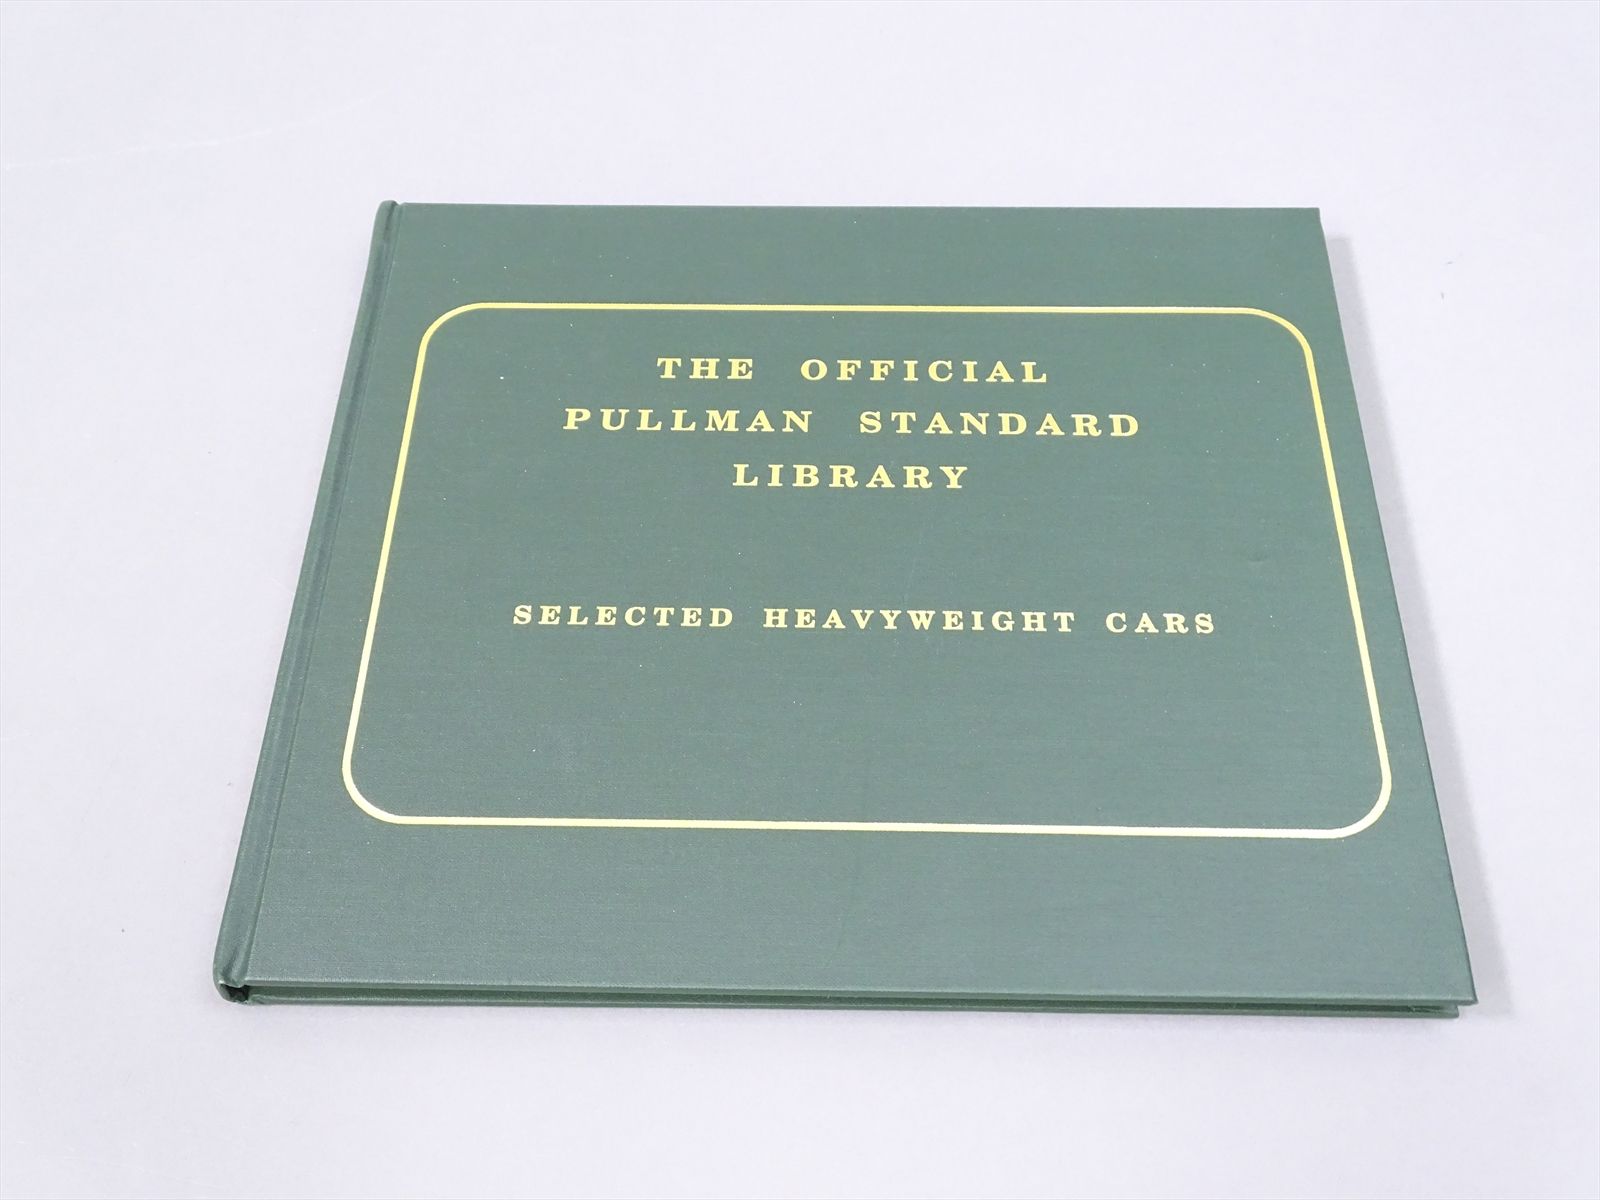 THE OFFICIAL
PULLMAN STANDARD
LIBRARY
SELECTED HEAVYWEIGHT CARS